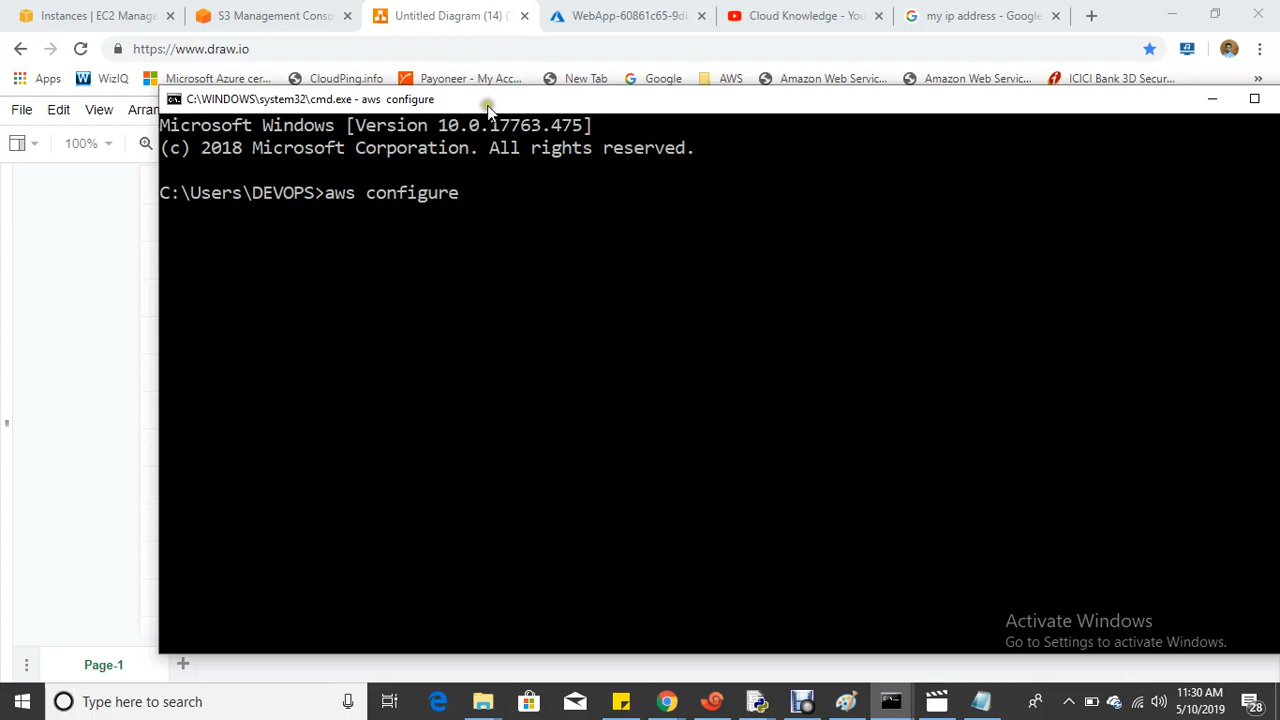 Instances | EC2 Manage
S3 Management Conso
Untitled Diagram (14) (
WebApp-60861c65-9db
Cloud Knowledge - You
my ip address - Google
https://www.draw.io
Apps
WizIQ
Microsoft Azure cer...
CloudPing.info
Payoneer - My Acc...
New Tab
Google
AWS
Amazon Web Servic...
Amazon Web Servic...
ICICI Bank 3D Secur...
»
File
Edit
View
Arran
C:\WINDOWS\system32\cmd.exe - aws configure
100%
Microsoft Windows [Version 10.0.17763.475]
(c) 2018 Microsoft Corporation. All rights reserved.
C:\Users\DEVOPS>aws configure
Activate Windows
Go to Settings to activate Windows.
Page-1
Type here to search
11:30 AM
5/10/2019
28